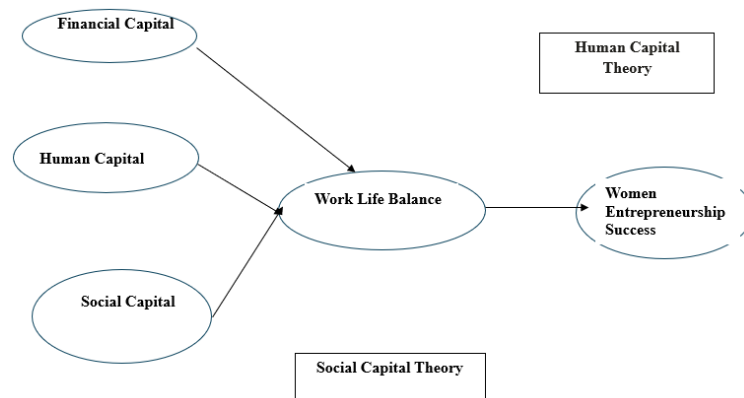 Financial Capital
Human Capital
Theory
Human Capital
Work Life Balance
Women
Entrepreneurship
Success
Social Capital
Social Capital Theory